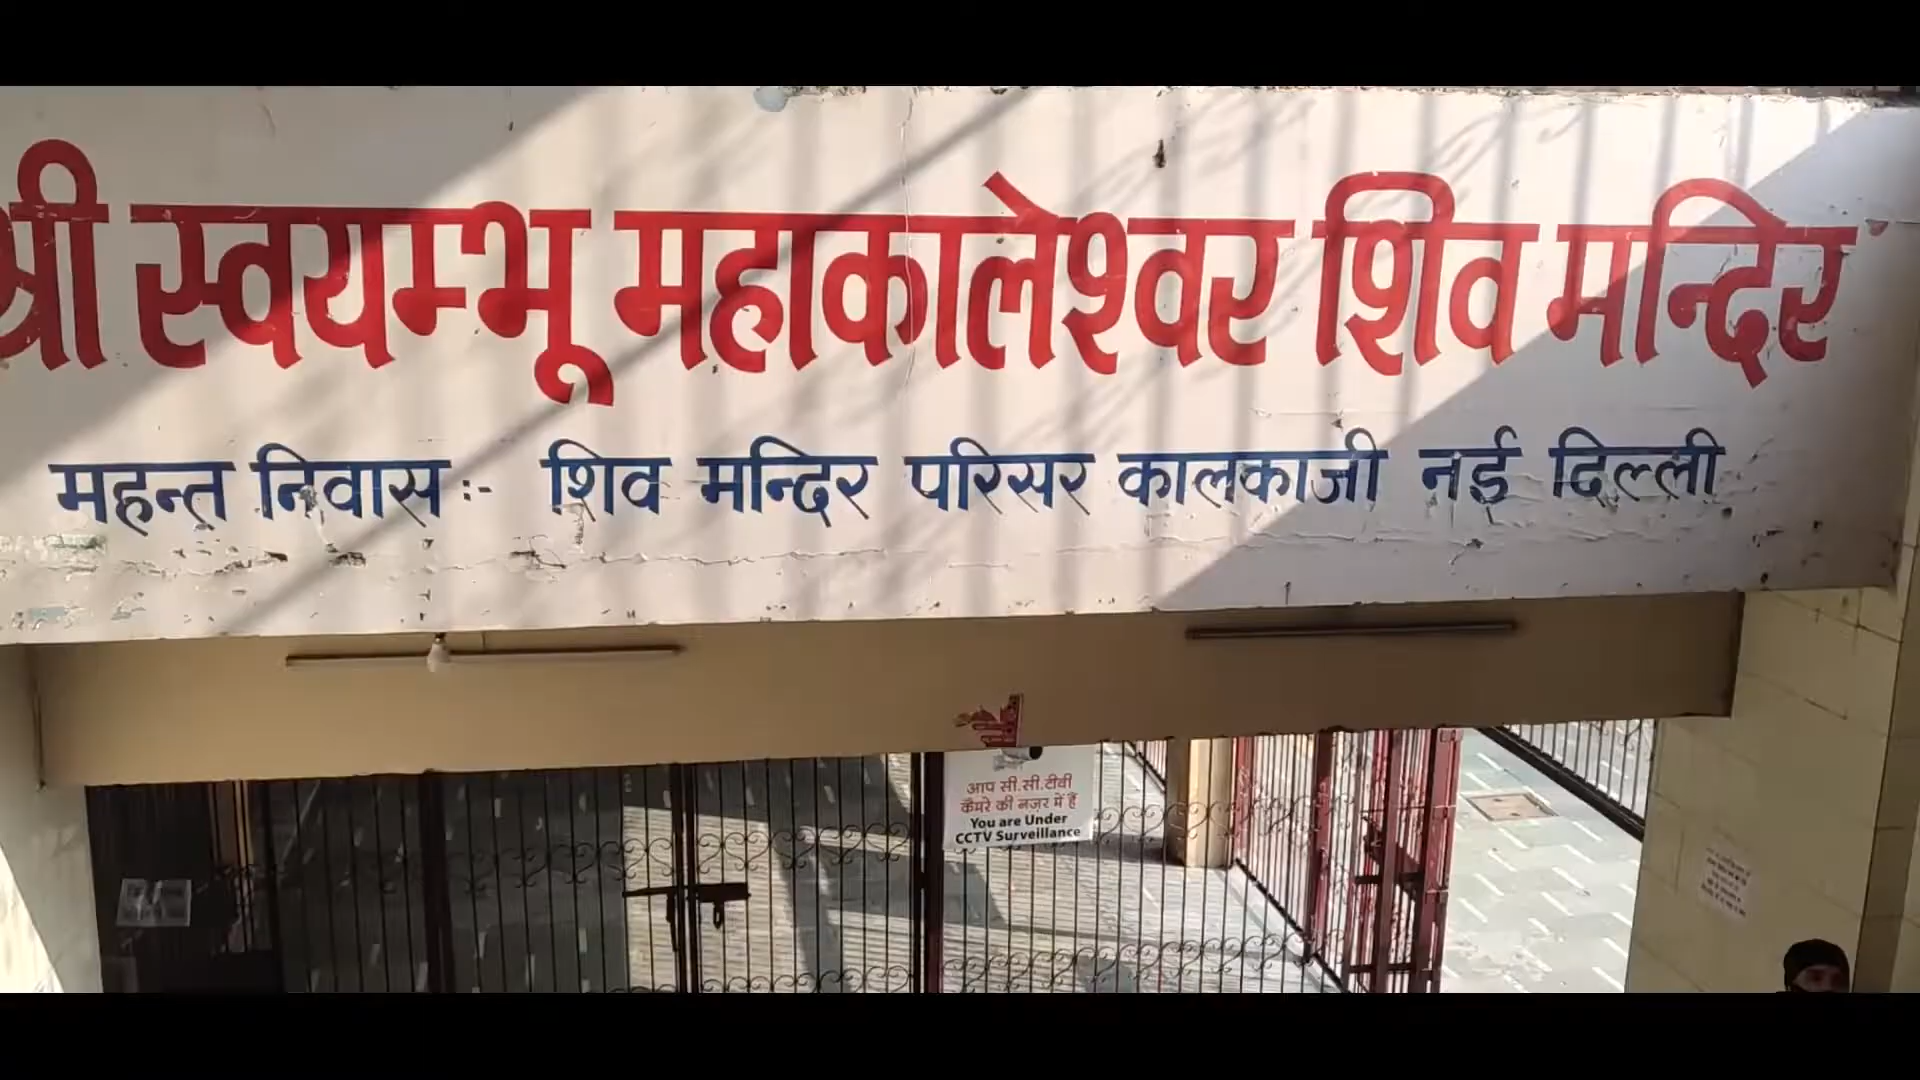 श्री स्वयम्भू महाकालेश्वर शिव मन्दिर
महन्त निवास :- शिव मन्दिर परिसर कालकाजी नई दिल्ली
आप सी.सी.टीवी
कैमरे की नज़र में हैं
You are Under
CCTV Surveillance